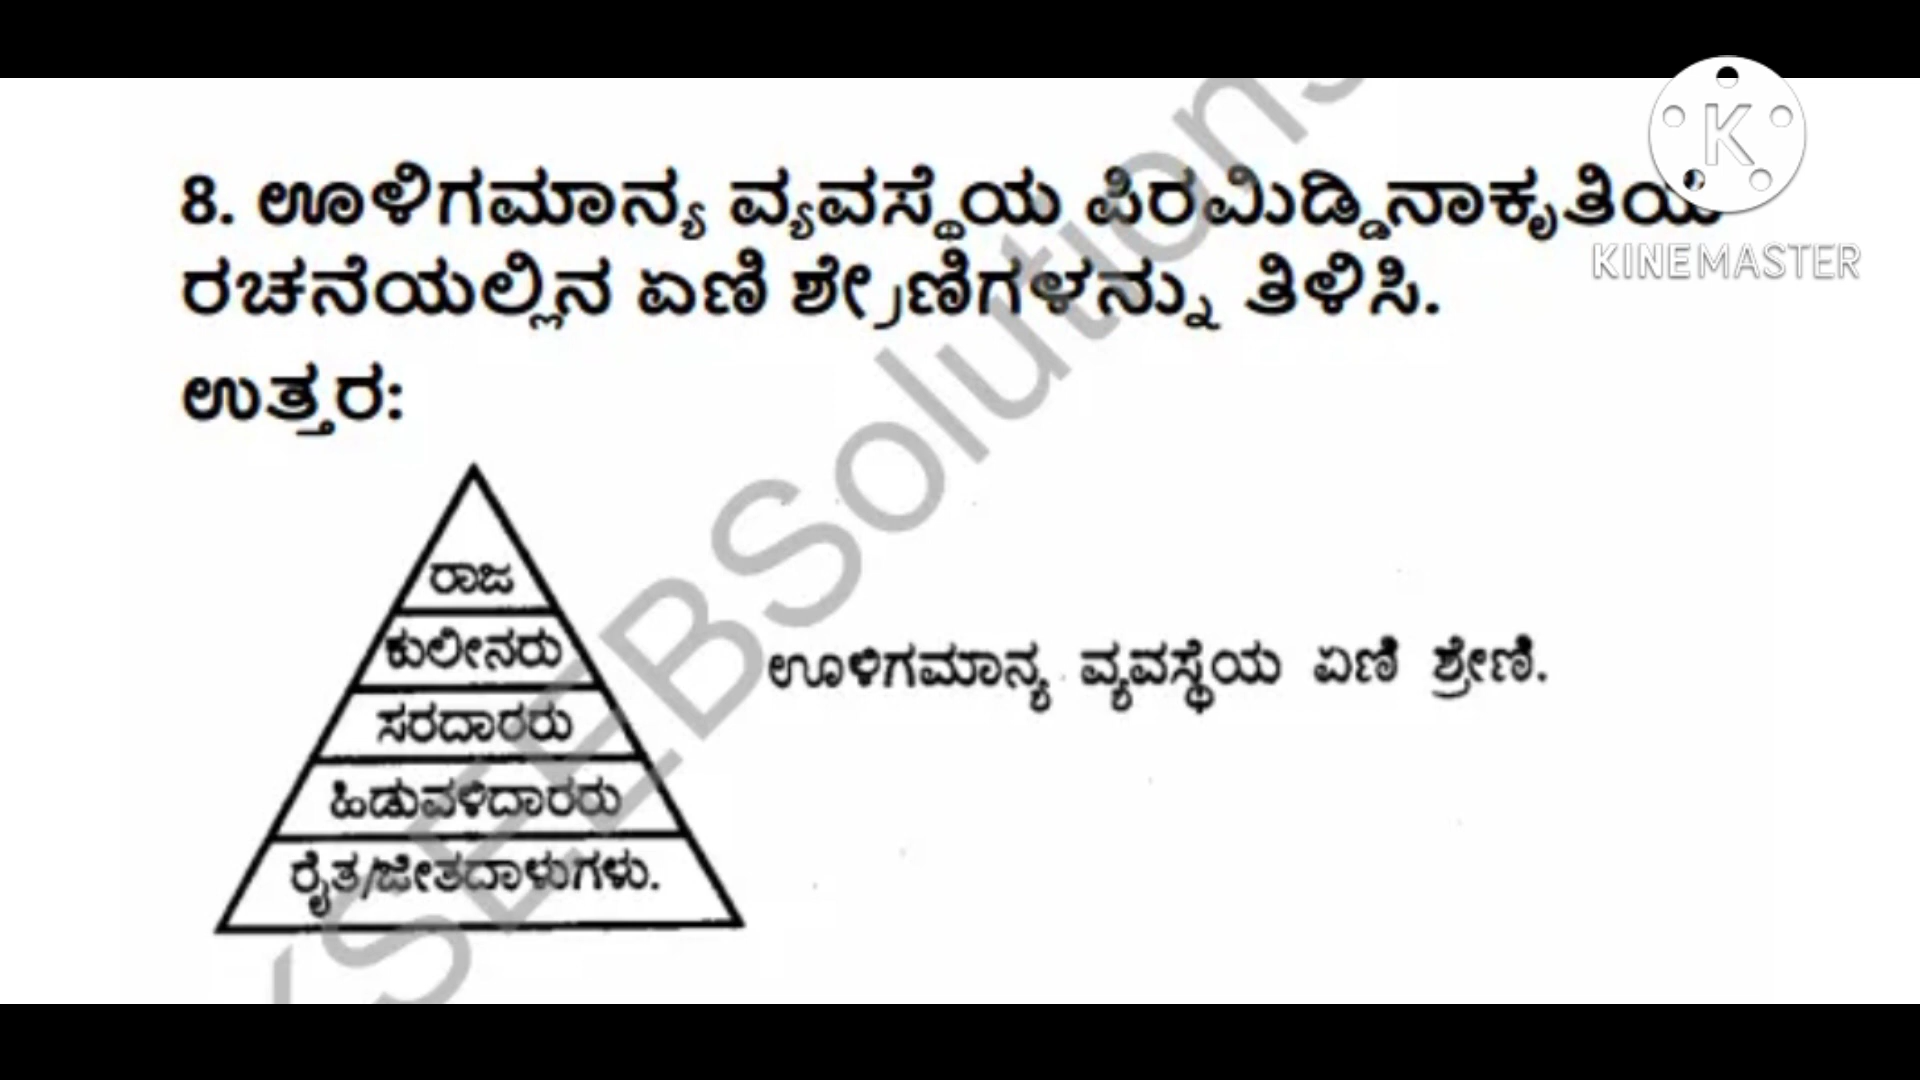 8. ಊಳಿಗಮಾನ್ಯ ವ್ಯವಸ್ಥೆಯ ಪಿರಮಿಡ್ಡಿನಾಕೃತಿಯ
ರಚನೆಯಲ್ಲಿನ ಏಣಿ ಶ್ರೇಣಿಗಳನ್ನು ತಿಳಿಸಿ.
ಉತ್ತರ:
ರಾಜ
ಕುಲೀನರು
ಸರದಾರರು
ಹಿಡುವಳಿದಾರರು
ರೈತ/ಜೀತದಾಳುಗಳು.
ಊಳಿಗಮಾನ್ಯ ವ್ಯವಸ್ಥೆಯ ಏಣಿ ಶ್ರೇಣಿ.
KSEEBSolutions
K
KINEMASTER